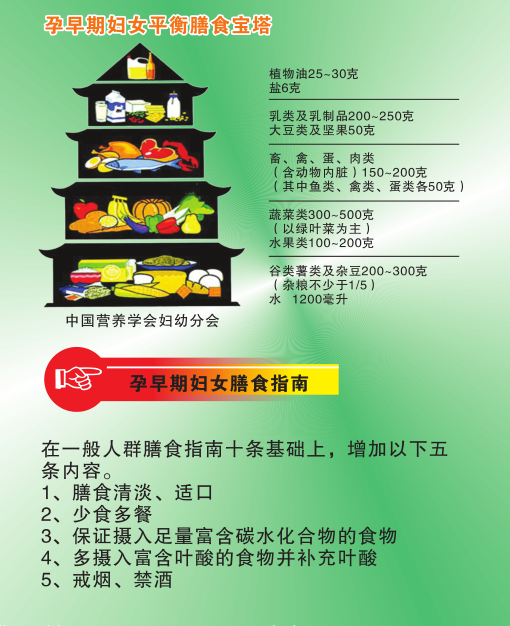 孕早期妇女平衡膳食宝塔
植物油25~30克
盐6克
乳类及乳制品200~250克
大豆类及坚果50克
畜、禽、蛋、肉类
（含动物内脏）150~200克
（其中鱼类、禽类、蛋类各50克）
蔬菜类300~500克
（以绿叶菜为主）
水果类100~200克
谷类薯类及杂豆200~300克
（杂粮不少于1/5）
水 1200毫升
中国营养学会妇幼分会
孕早期妇女膳食指南
在一般人群膳食指南十条基础上，增加以下五
条内容。
1、膳食清淡、适口
2、少食多餐
3、保证摄入足量富含碳水化合物的食物
4、多摄入富含叶酸的食物并补充叶酸
5、戒烟、禁酒